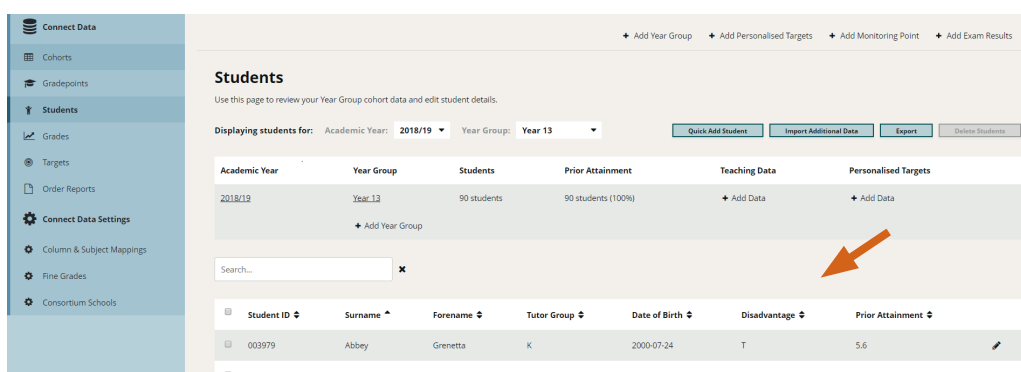 Connect Data
Cohorts
Gradepoints
Students
Grades
Targets
Order Reports
Connect Data Settings
Column & Subject Mappings
Fine Grades
Consortium Schools
+ Add Year Group + Add Personalised Targets + Add Monitoring Point + Add Exam Results
Students
Use this page to review your Year Group cohort data and edit student details.
Displaying students for: Academic Year: 2018/19 Year Group: Year 13 Quick Add Student Import Additional Data Export Delete Students
Academic Year Year Group Students Prior Attainment Teaching Data Personalised Targets
2018/19 Year 13 90 students 90 students (100%) + Add Data + Add Data
+ Add Year Group
Search...
Student ID Surname Forename Tutor Group Date of Birth Disadvantage Prior Attainment
003979 Abbey Grenetta K 2000-07-24 T 5.6